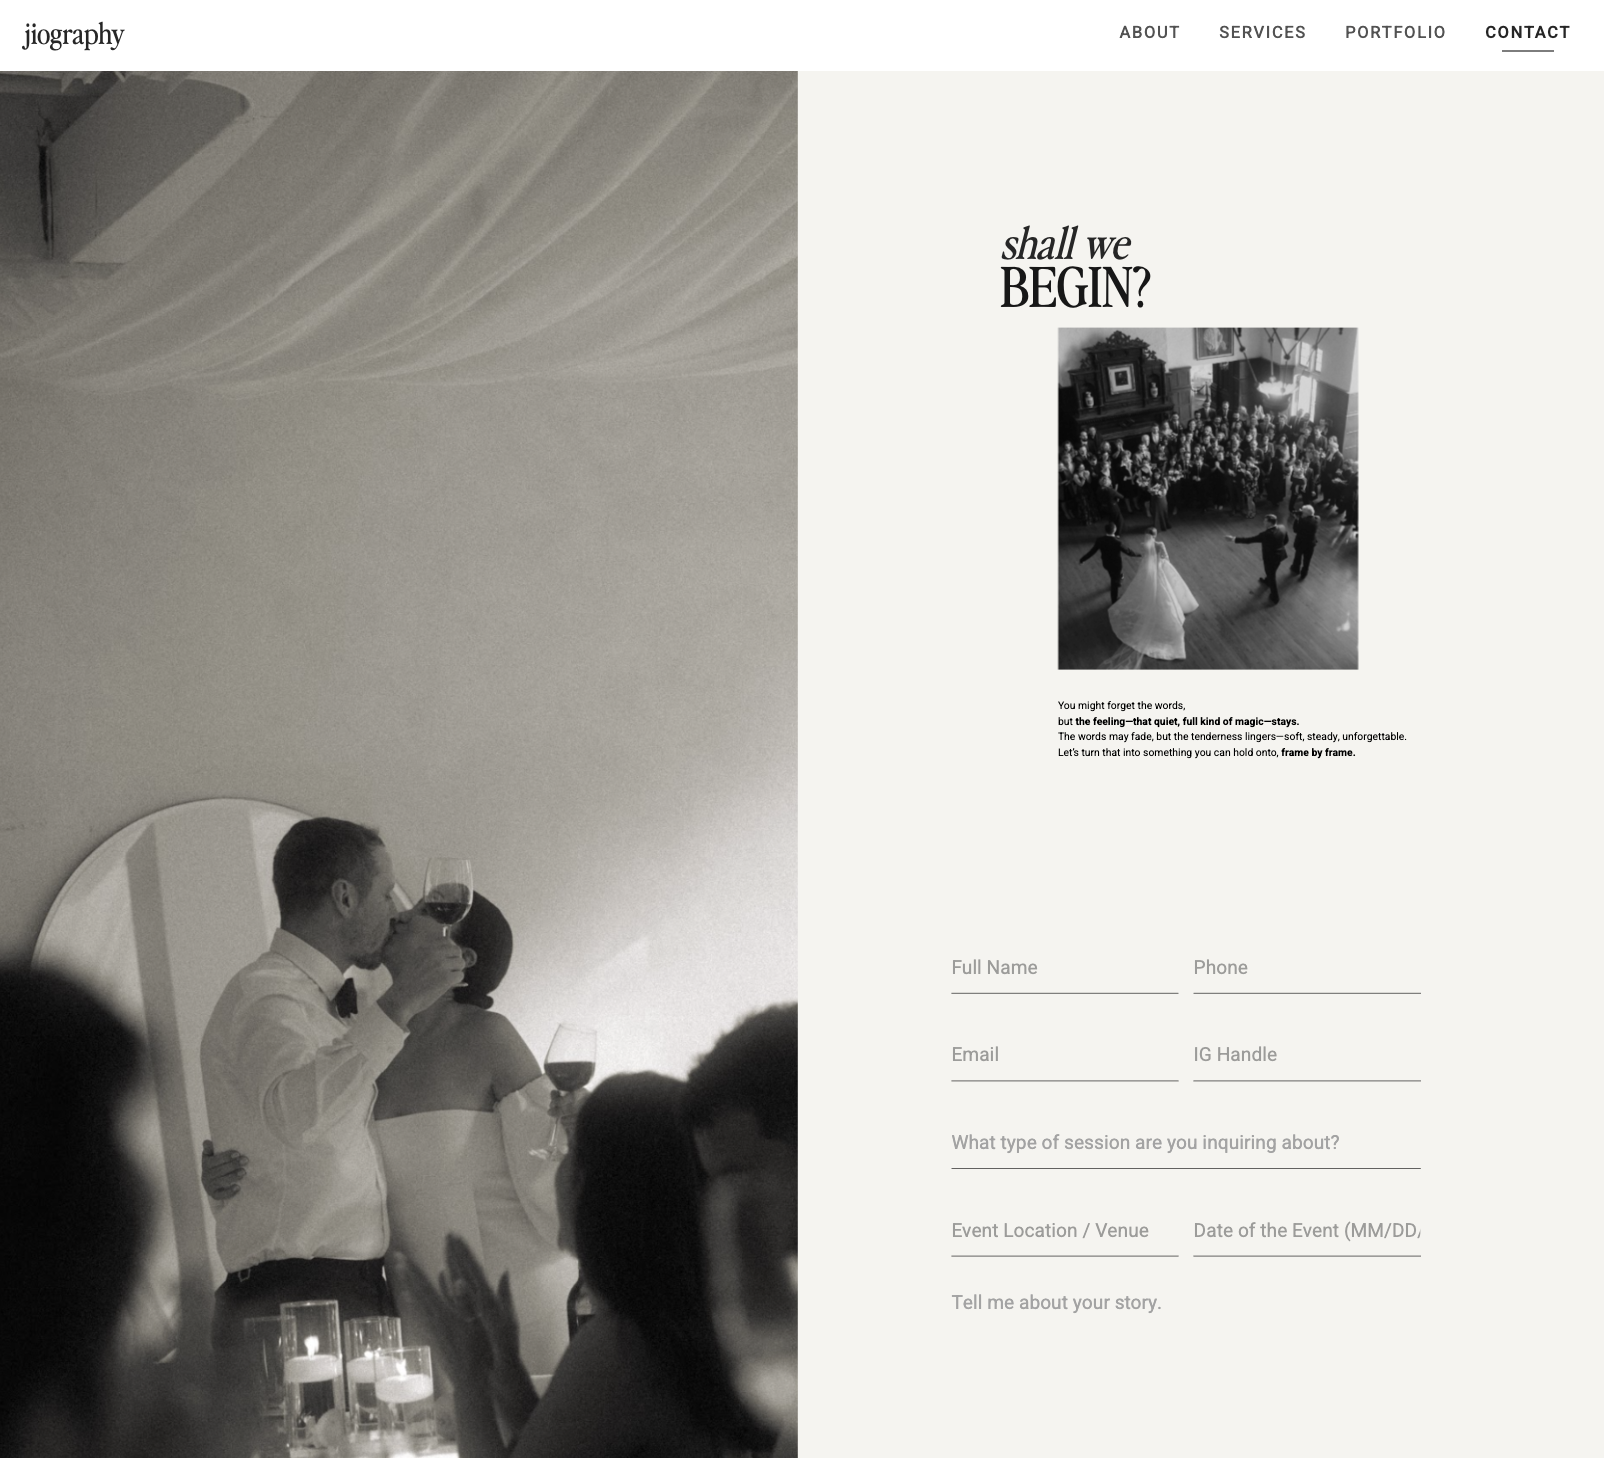 jiography
ABOUT SERVICES PORTFOLIO CONTACT
shall we
BEGIN?
You might forget the words,
but the feeling—that quiet, full kind of magic—stays.
The words may fade, but the tenderness lingers—soft, steady, unforgettable.
Let's turn that into something you can hold onto, frame by frame.
Full Name Phone
Email IG Handle
What type of session are you inquiring about?
Event Location / Venue Date of the Event (MM/DD/
Tell me about your story.